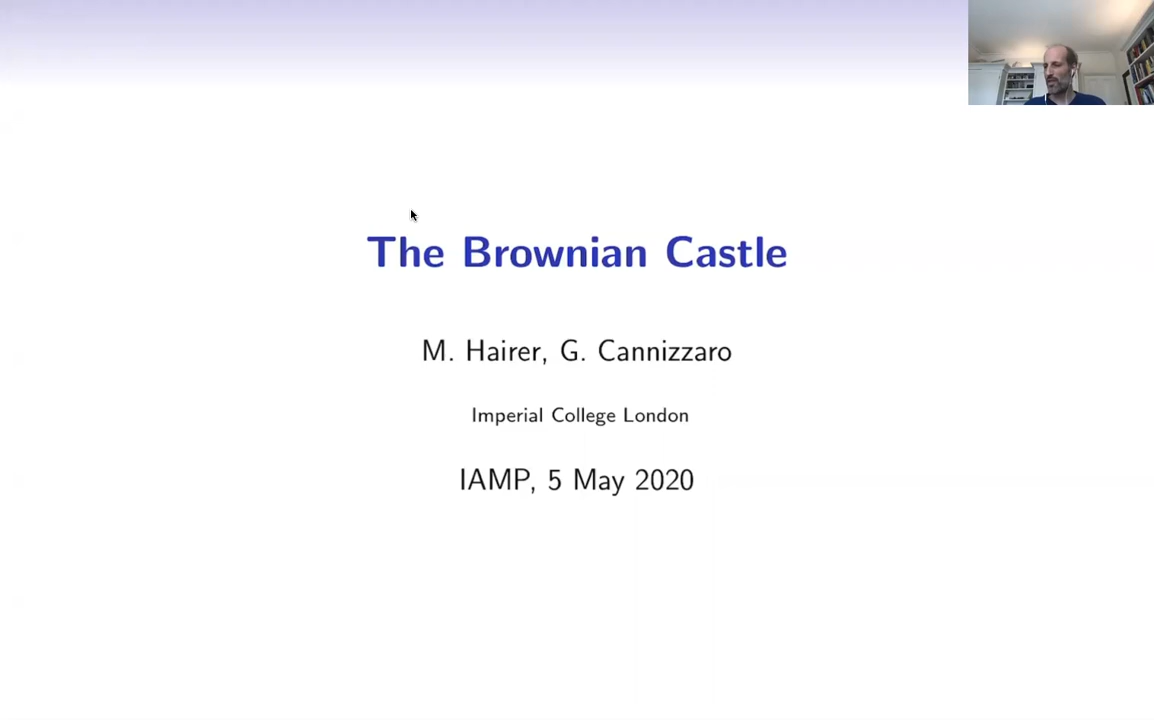 The Brownian Castle
M. Hairer, G. Cannizzaro
Imperial College London
IAMP, 5 May 2020